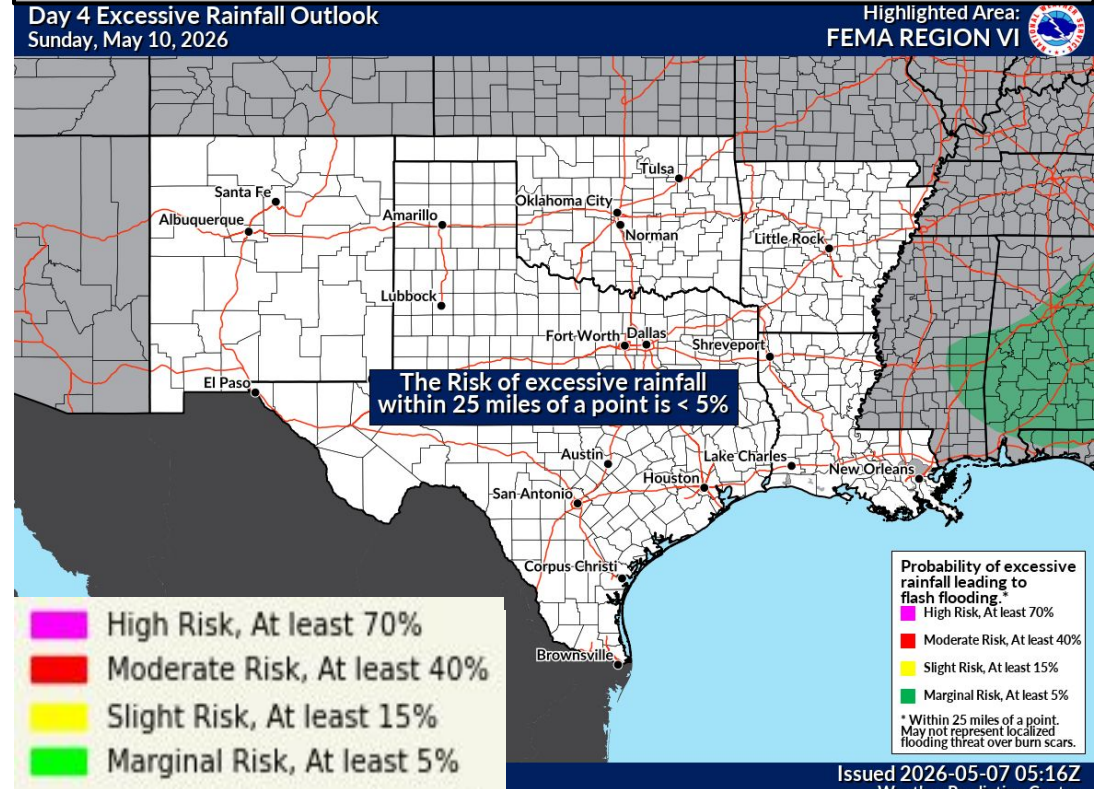 Day 4 Excessive Rainfall Outlook
Sunday, May 10, 2026
Highlighted Area:
FEMA REGION VI
Tulsa
Santa Fe
Oklahoma City
Albuquerque
Amarillo
Norman
Little Rock
Lubbock
Fort Worth
Dallas
Shreveport
El Paso
The Risk of excessive rainfall
within 25 miles of a point is < 5%
Austin
Lake Charles
New Orleans
Houston
San Antonio
Corpus Christi
Brownsville
Probability of excessive
rainfall leading to
flash flooding.*
High Risk, At least 70%
Moderate Risk, At least 40%
Slight Risk, At least 15%
Marginal Risk, At least 5%
* Within 25 miles of a point.
May not represent localized
flooding threat over burn scars.
High Risk, At least 70%
Moderate Risk, At least 40%
Slight Risk, At least 15%
Marginal Risk, At least 5%
Issued 2026-05-07 05:16Z
Weather Prediction Center